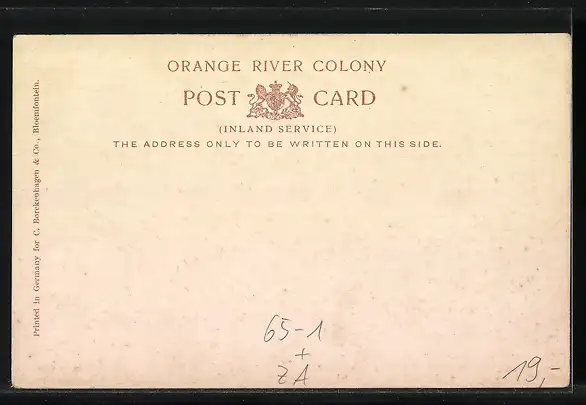 ORANGE RIVER COLONY
POST CARD
(INLAND SERVICE)
THE ADDRESS ONLY TO BE WRITTEN ON THIS SIDE.
Printed in Germany for C. Borckenhagen & Co., Bloemfontein.
65-1
+
ZA
19,-